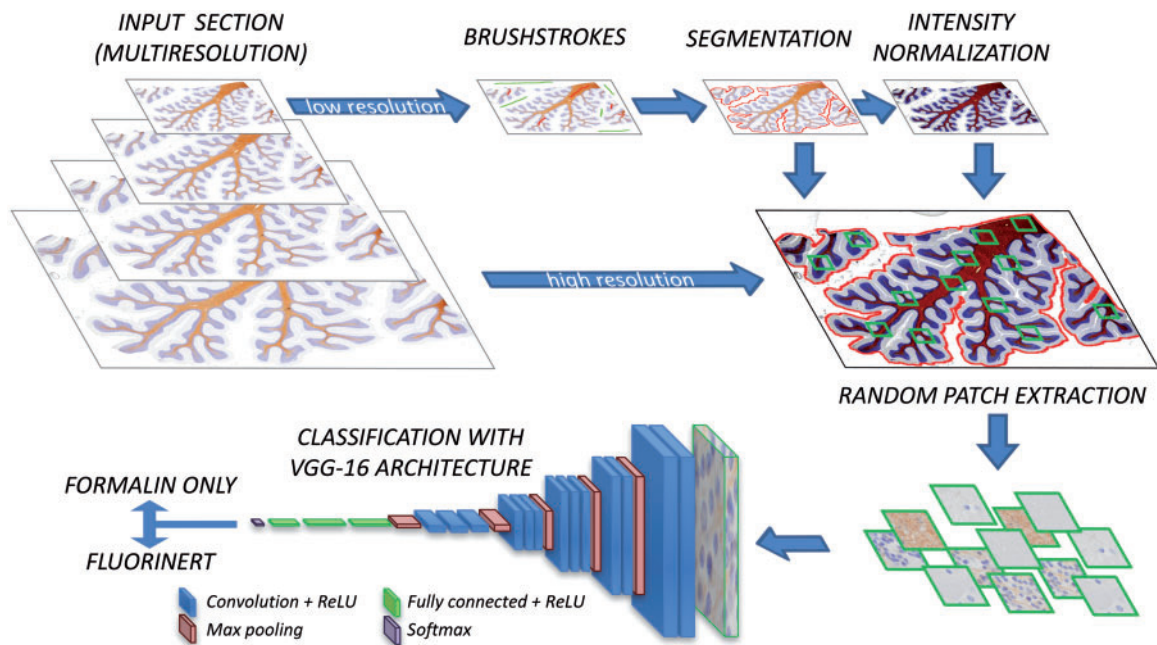 INPUT SECTION
(MULTIRESOLUTION)
BRUSHSTROKES
SEGMENTATION
INTENSITY
NORMALIZATION
low resolution
high resolution
RANDOM PATCH EXTRACTION
CLASSIFICATION WITH
VGG-16 ARCHITECTURE
FORMALIN ONLY
FLUORINERT
Convolution + ReLU
Fully connected + ReLU
Max pooling
Softmax